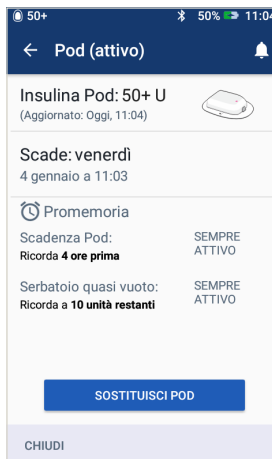 50+ 50% 11:04
Pod (attivo)
Insulina Pod: 50+ U
(Aggiornato: Oggi, 11:04)
Scade: venerdì
4 gennaio a 11:03
Promemoria
Scadenza Pod: SEMPRE
ATTIVO
Ricorda 4 ore prima
Serbatoio quasi vuoto: SEMPRE
ATTIVO
Ricorda a 10 unità restanti
SOSTITUISCI POD
CHIUDI